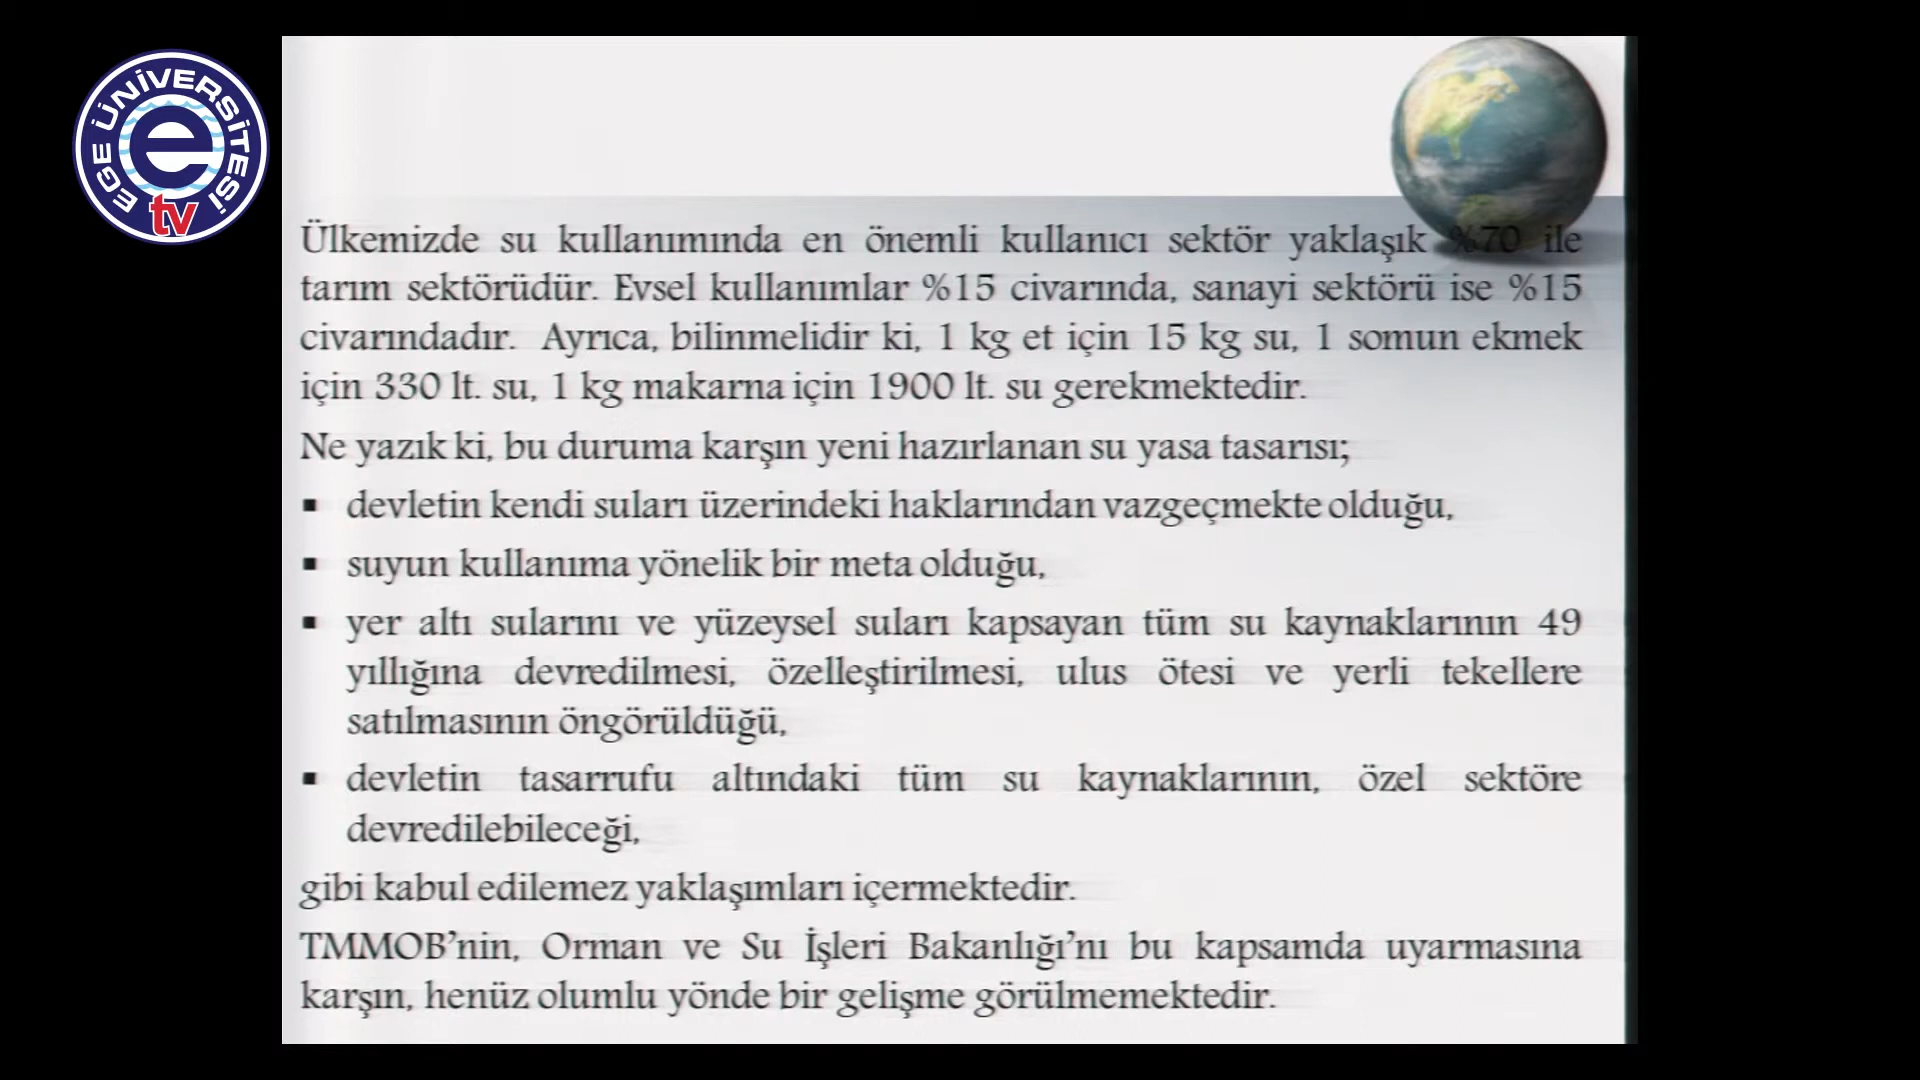 EGE ÜNİVERSİTESİ
e
tv
Ülkemizde su kullanımında en önemli kullanıcı sektör yaklaşık %70 ile
tarım sektörüdür. Evsel kullanımlar %15 civarında, sanayi sektörü ise %15
civarındadır. Ayrıca, bilinmelidir ki, 1 kg et için 15 kg su, 1 somun ekmek
için 330 lt. su, 1 kg makarna için 1900 lt. su gerekmektedir.
Ne yazık ki, bu duruma karşın yeni hazırlanan su yasa tasarısı;
▪ devletin kendi suları üzerindeki haklarından vazgeçmekte olduğu,
▪ suyun kullanıma yönelik bir meta olduğu,
▪ yer altı sularını ve yüzeysel suları kapsayan tüm su kaynaklarının 49
yıllığına devredilmesi, özelleştirilmesi, ulus ötesi ve yerli tekellere
satılmasının öngörüldüğü,
▪ devletin tasarrufu altındaki tüm su kaynaklarının, özel sektöre
devredilebileceği,
gibi kabul edilemez yaklaşımları içermektedir.
TMMOB’nin, Orman ve Su İşleri Bakanlığı’nı bu kapsamda uyarmasına
karşın, henüz olumlu yönde bir gelişme görülmemektedir.